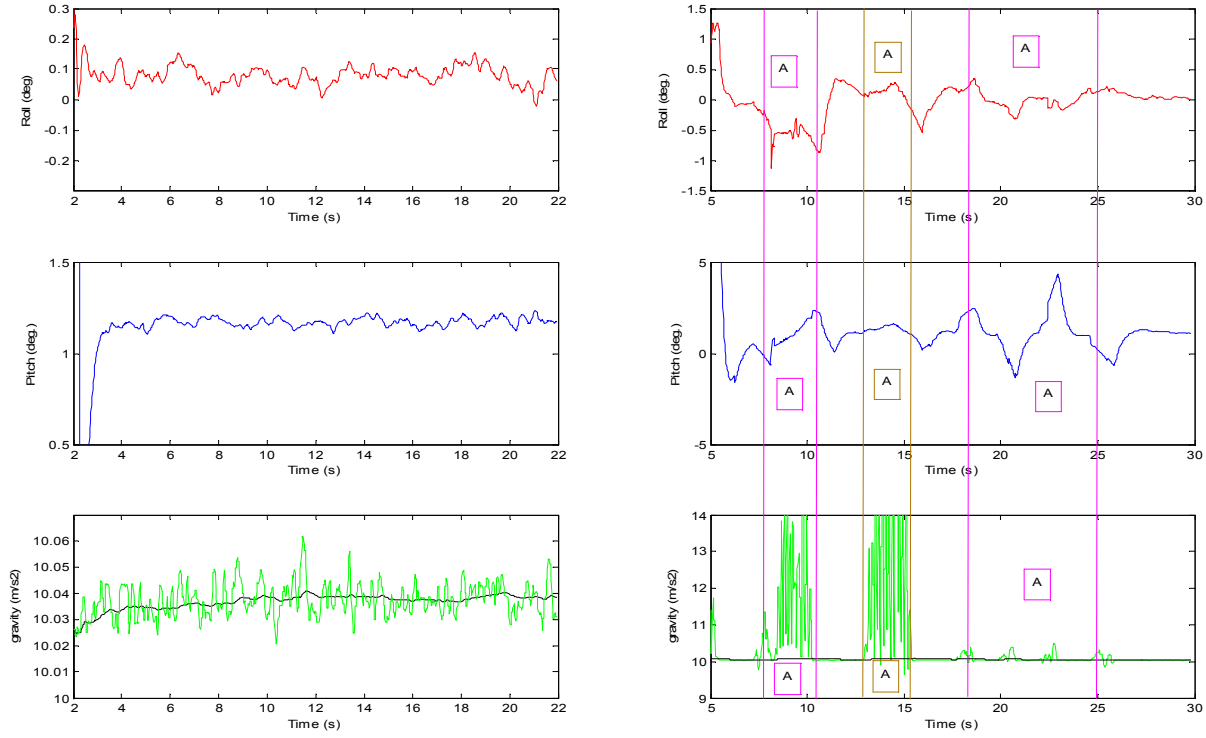 0.3
0.2
0.1
0
0.1
0.2
Roll (deg)
2 4 6 8 10 12 14 16 18 20 22
Time (s)
1.5
1
0.5
Pitch (deg.)
2 4 6 8 10 12 14 16 18 20 22
Time (s)
10.06
10.05
10.04
10.03
10.02
10.01
10
gravity (m/s2)
2 4 6 8 10 12 14 16 18 20 22
Time (s)
1.5
1
0.5
0
-0.5
-1
-1.5
Roll (deg.)
A
A
A
5 10 15 20 25 30
Time (s)
5
0
-5
Pitch (deg.)
A
A
A
5 10 15 20 25 30
Time (s)
14
13
12
11
10
9
gravity (m/s2)
A
A
A
5 10 15 20 25 30
Time (s)